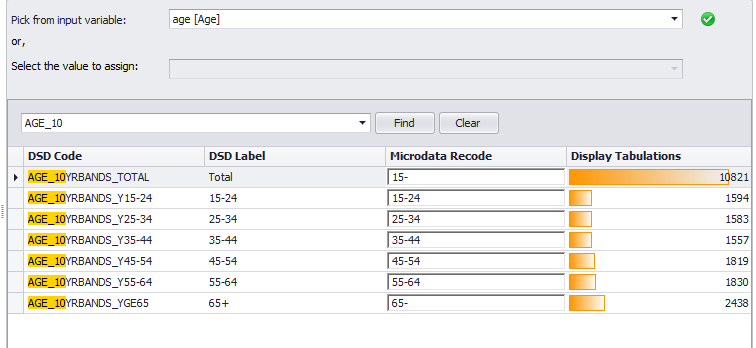 Pick from input variable: age [Age]
or,
Select the value to assign:
AGE_10 Find Clear
DSD Code DSD Label Microdata Recode Display Tabulations
AGE_10YRBANDS_TOTAL Total 15- 10821
AGE_10YRBANDS_Y15-24 15-24 15-24 1594
AGE_10YRBANDS_Y25-34 25-34 25-34 1583
AGE_10YRBANDS_Y35-44 35-44 35-44 1557
AGE_10YRBANDS_Y45-54 45-54 45-54 1819
AGE_10YRBANDS_Y55-64 55-64 55-64 1830
AGE_10YRBANDS_YGE65 65+ 65- 2438